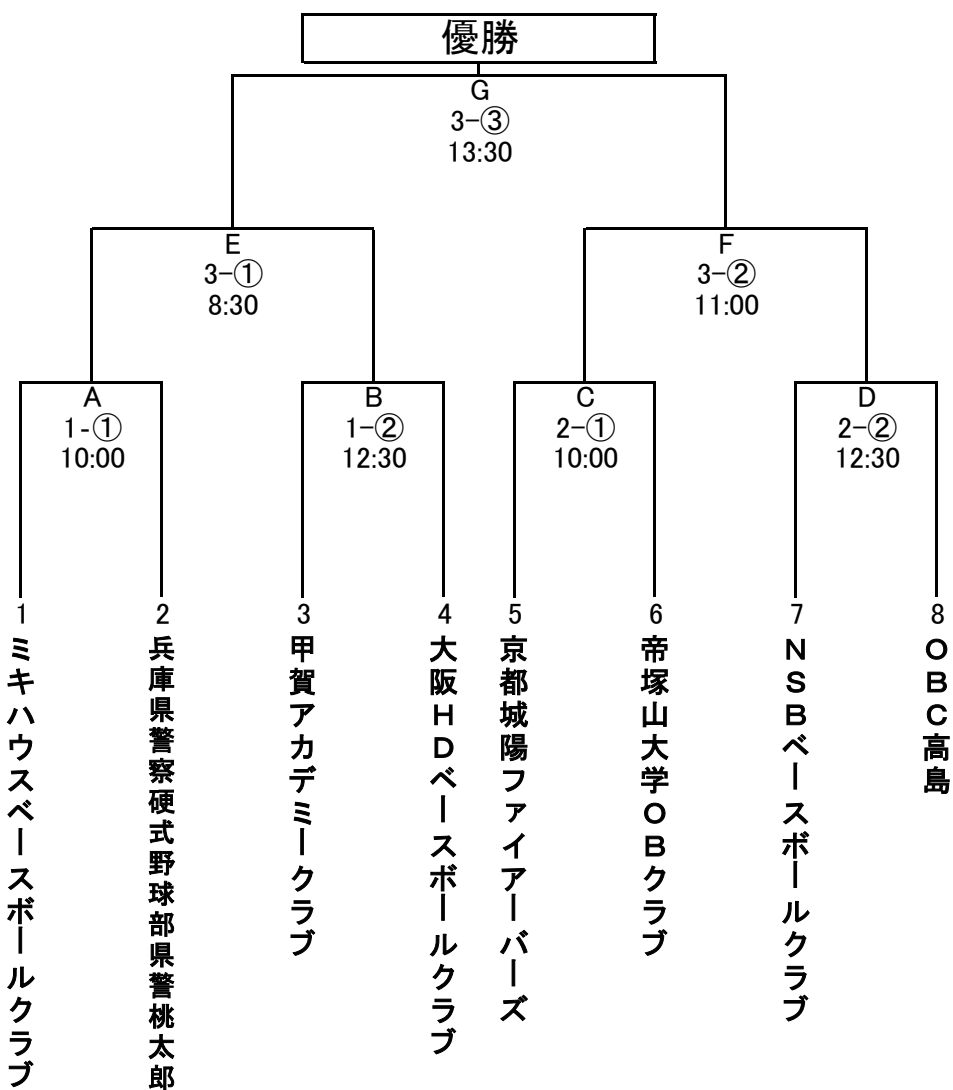 優勝
G
3-③
13:30
E
3-①
8:30
F
3-②
11:00
A
1-①
10:00
B
1-②
12:30
C
2-①
10:00
D
2-②
12:30
1
ミキハウスベースボールクラブ
2
兵庫県警察硬式野球部県警桃太郎
3
甲賀アカデミークラブ
4
大阪HDベースボールクラブ
5
京都城陽ファイアーバーズ
6
帝塚山大学OBクラブ
7
NSBベースボールクラブ
8
OBC高島